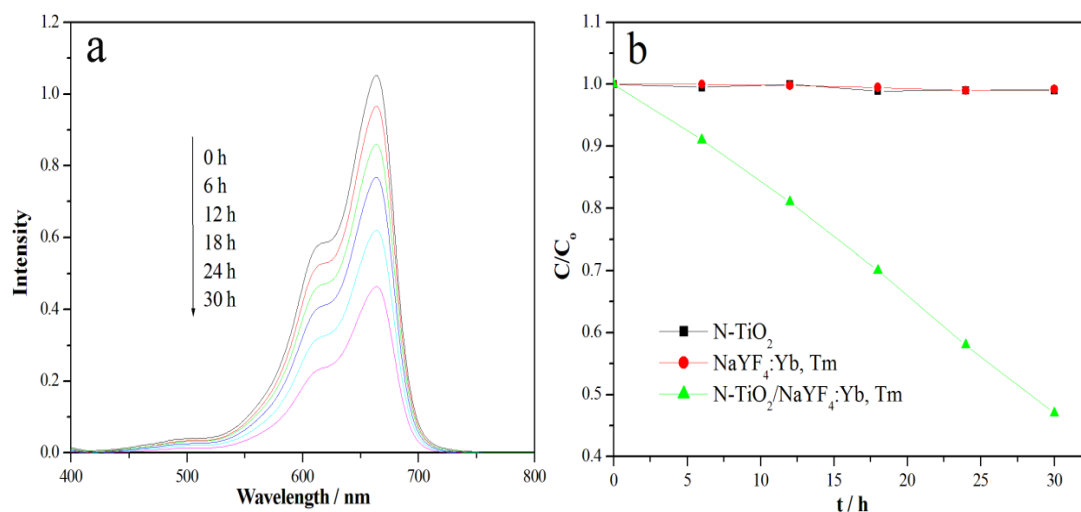 a
1.2
1.0
0.8
0.6
0.4
0.2
0.0
Intensity
0 h
6 h
12 h
18 h
24 h
30 h
400
500
600
700
800
Wavelength / nm
b
1.1
1.0
0.9
0.8
0.7
0.6
0.5
0.4
C/Cₒ
N-TiO₂
NaYF₄:Yb, Tm
N-TiO₂/NaYF₄:Yb, Tm
0
5
10
15
20
25
30
t / h